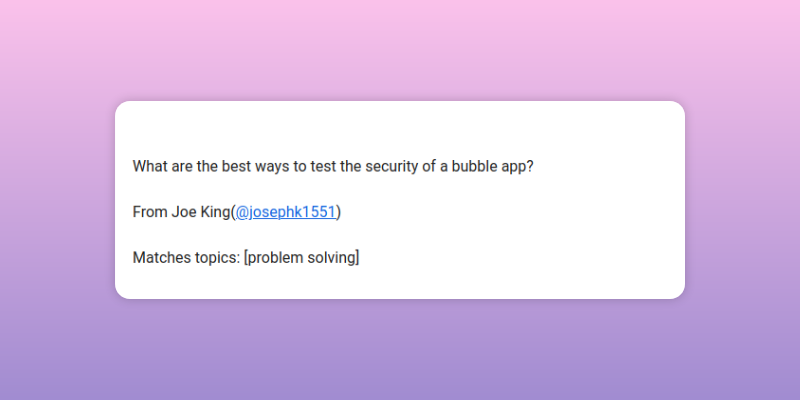 What are the best ways to test the security of a bubble app?
From Joe King(@josephk1551)
Matches topics: [problem solving]